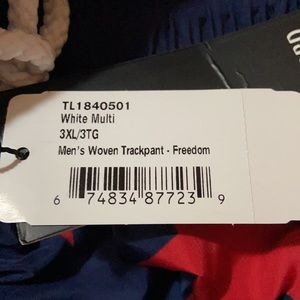 TL1840501
White Multi
3XL/3TG
Men's Woven Trackpant - Freedom
6 74834 87723 9